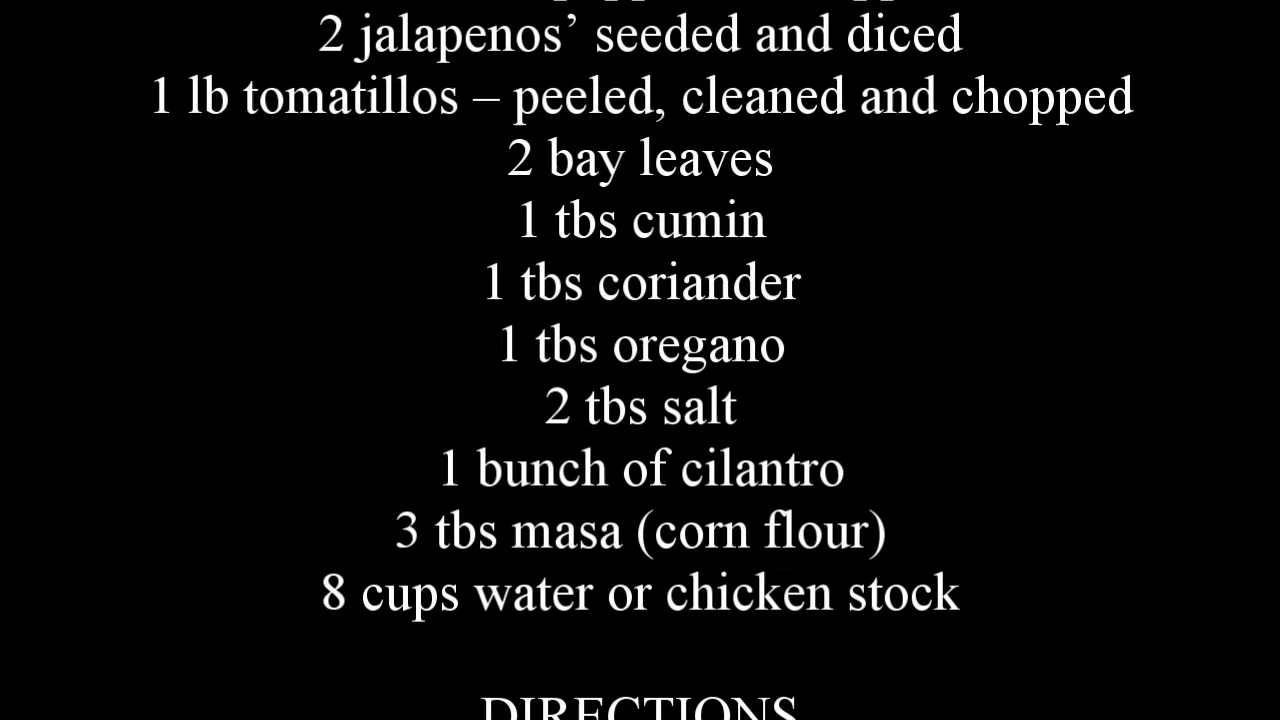 2 jalapenos’ seeded and diced
1 lb tomatillos – peeled, cleaned and chopped
2 bay leaves
1 tbs cumin
1 tbs coriander
1 tbs oregano
2 tbs salt
1 bunch of cilantro
3 tbs masa (corn flour)
8 cups water or chicken stock
DIRECTIONS